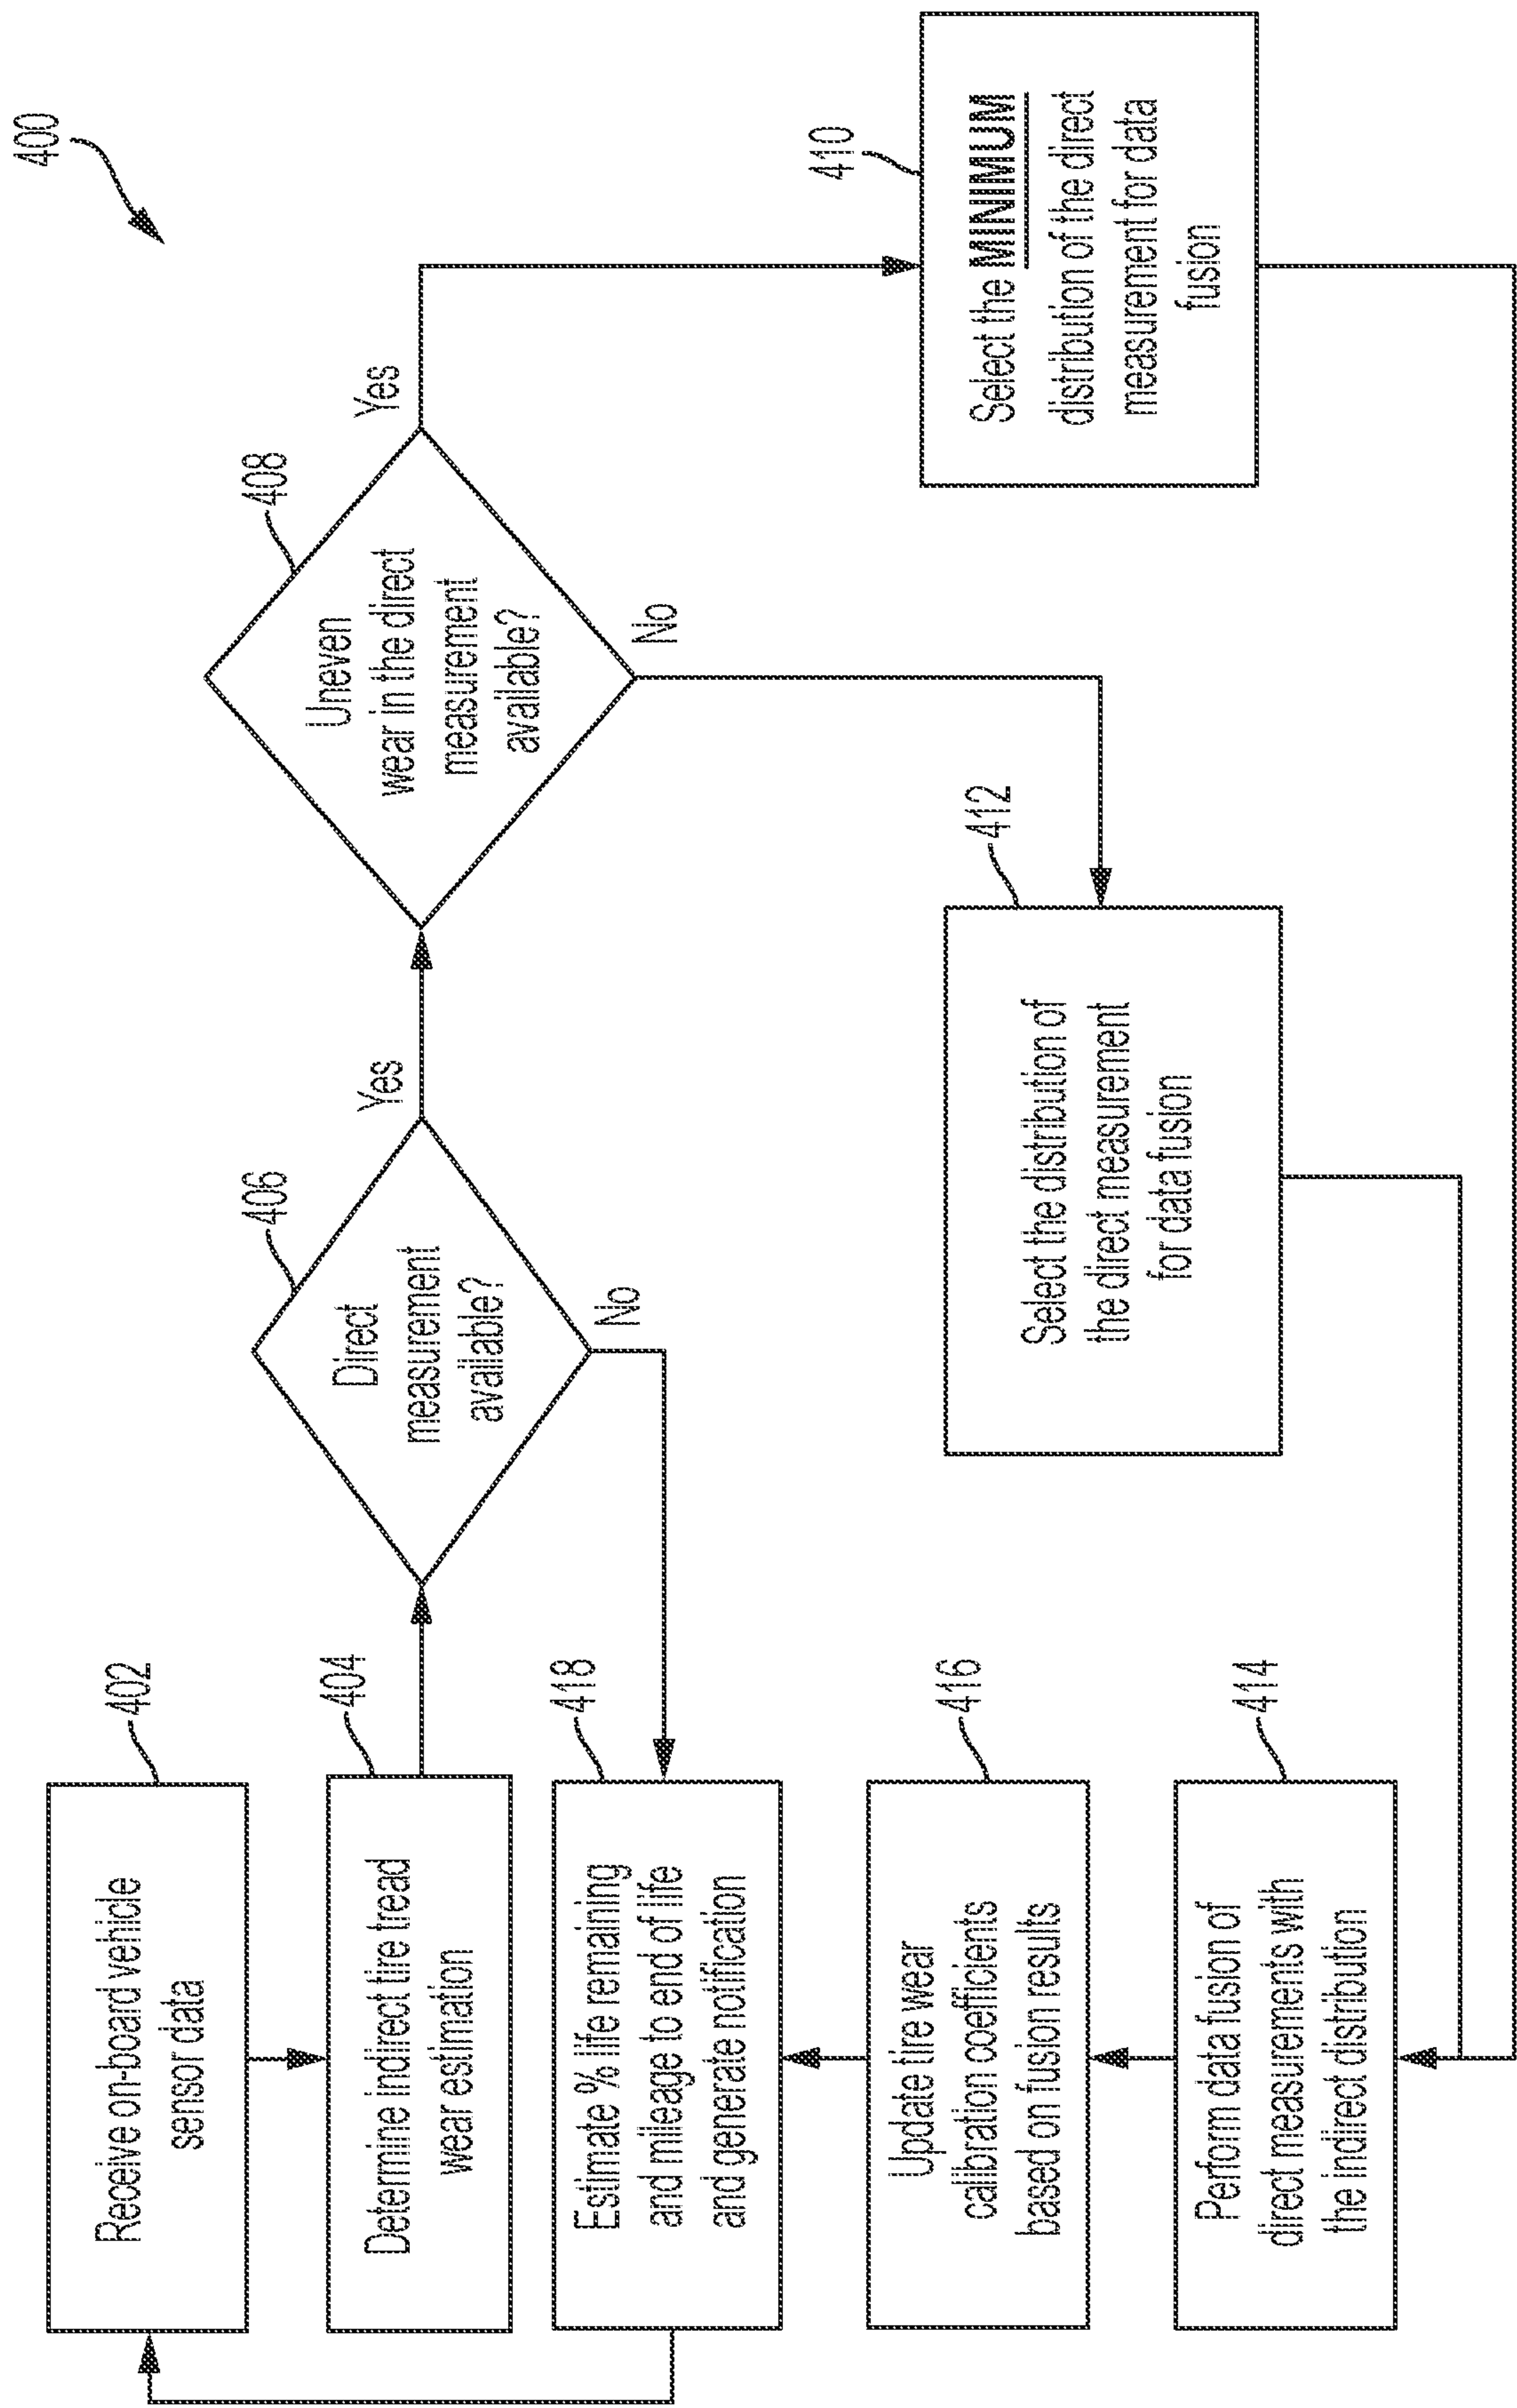 400
402
Receive on-board vehicle
sensor data
404
Determine indirect tire tread
wear estimation
406
Direct
measurement
available?
Yes
No
408
Uneven
wear in the direct
measurement
available?
Yes
No
410
Select the MINIMUM
distribution of the direct
measurement for data
fusion
412
Select the distribution of
the direct measurement
for data fusion
418
Estimate % life remaining
and mileage to end of life
and generate notification
416
Update tire wear
calibration coefficients
based on fusion results
414
Perform data fusion of
direct measurements with
the indirect distribution